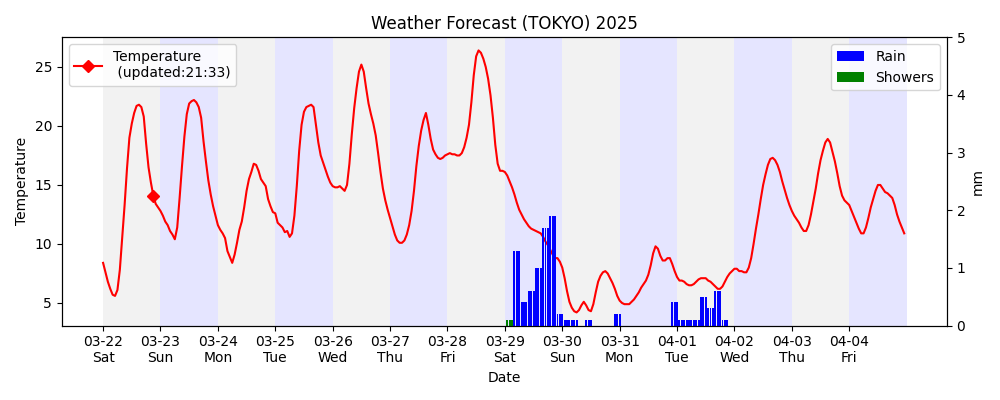 Weather Forecast (TOKYO) 2025
Temperature
(updated:21:33)
Rain
Showers
Temperature
25
20
15
10
5
5
4
3
2
1
0
mm
03-22 03-23 03-24 03-25 03-26 03-27 03-28 03-29 03-30 03-31 04-01 04-02 04-03 04-04
Sat Sun Mon Tue Wed Thu Fri Sat Sun Mon Tue Wed Thu Fri
Date